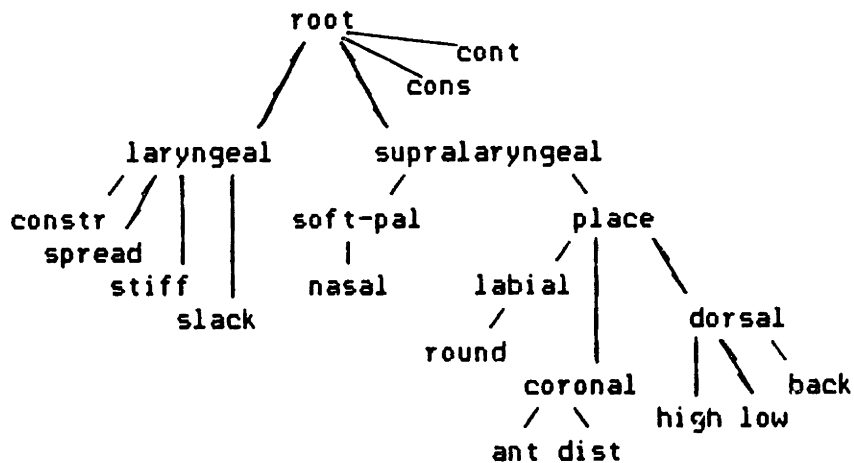 root
cont
cons
laryngeal supralaryngeal
constr soft-pal place
spread
stiff nasal labial
slack dorsal
round
coronal back
high low
ant dist